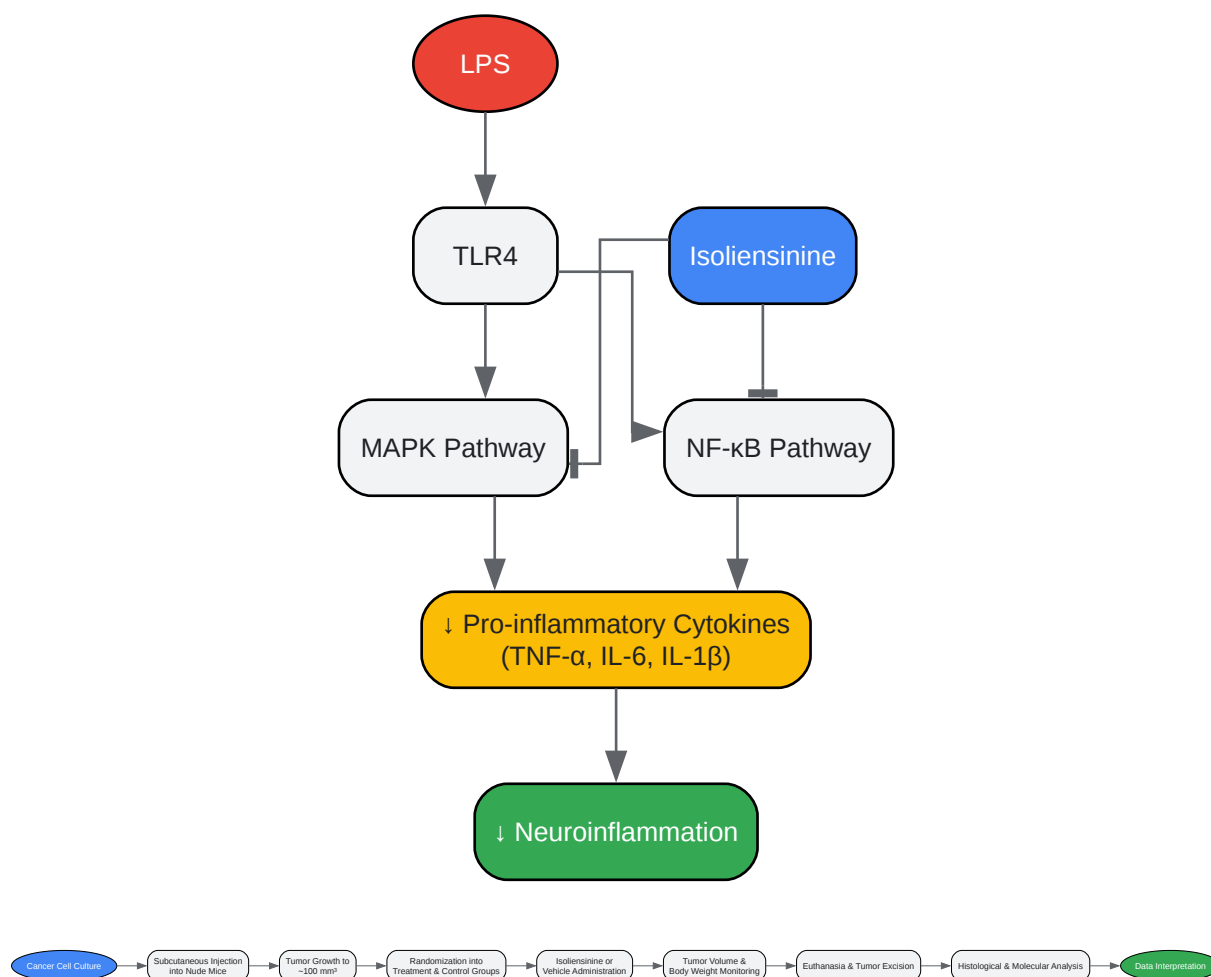 LPS
TLR4
Isoliensinine
MAPK Pathway
NF-κB Pathway
↓ Pro-inflammatory Cytokines
(TNF-α, IL-6, IL-1β)
↓ Neuroinflammation
Cancer Cell Culture
Subcutaneous Injection
into Nude Mice
Tumor Growth to
~100 mm³
Randomization into
Treatment & Control Groups
Isoliensinine or
Vehicle Administration
Tumor Volume &
Body Weight Monitoring
Euthanasia & Tumor Excision
Histological & Molecular Analysis
Data Interpretation